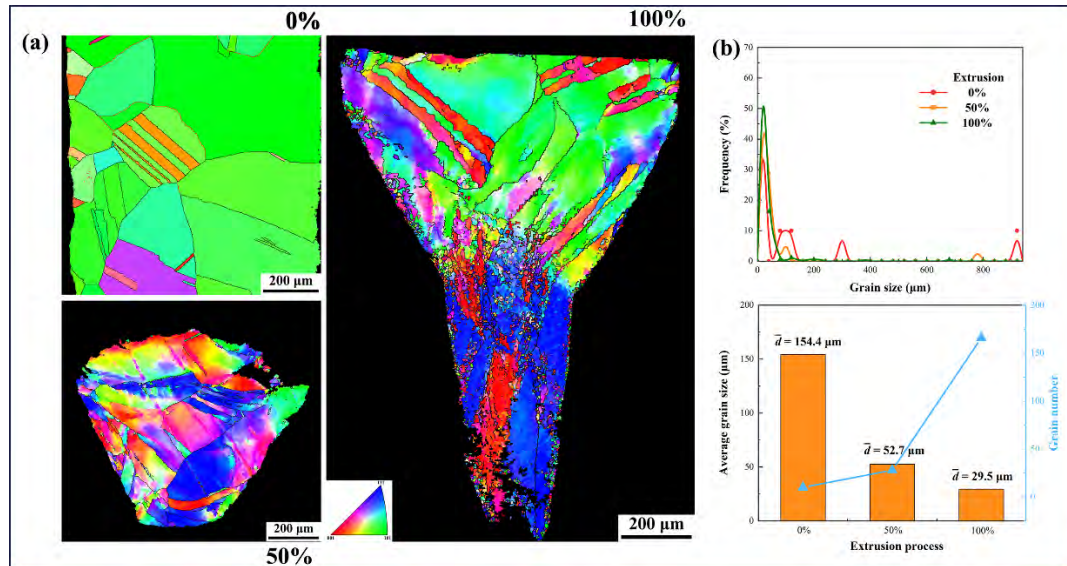 (a)
0%
100%
200 μm
200 μm
50%
200 μm
(b)
70
60
50
40
30
20
10
0
Frequency (%)
Extrusion
0%
50%
100%
0
200
400
600
800
Grain size (μm)
200
150
100
50
0
Average grain size (μm)
d̅ = 154.4 μm
d̅ = 52.7 μm
d̅ = 29.5 μm
200
150
100
50
0
Grain number
0%
50%
100%
Extrusion process